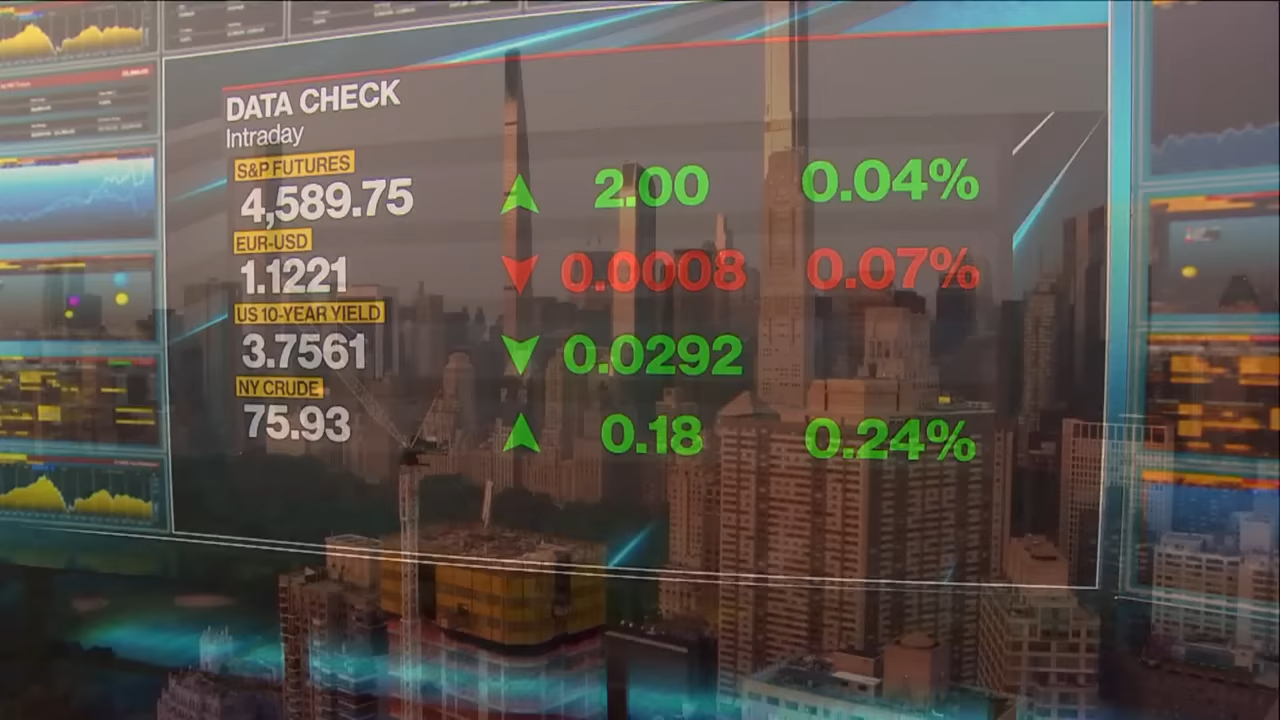 DATA CHECK
Intraday
S&P FUTURES
4,589.75 2.00 0.04%
EUR-USD
1.1221 0.0008 0.07%
US 10-YEAR YIELD
3.7561 0.0292
NY CRUDE
75.93 0.18 0.24%